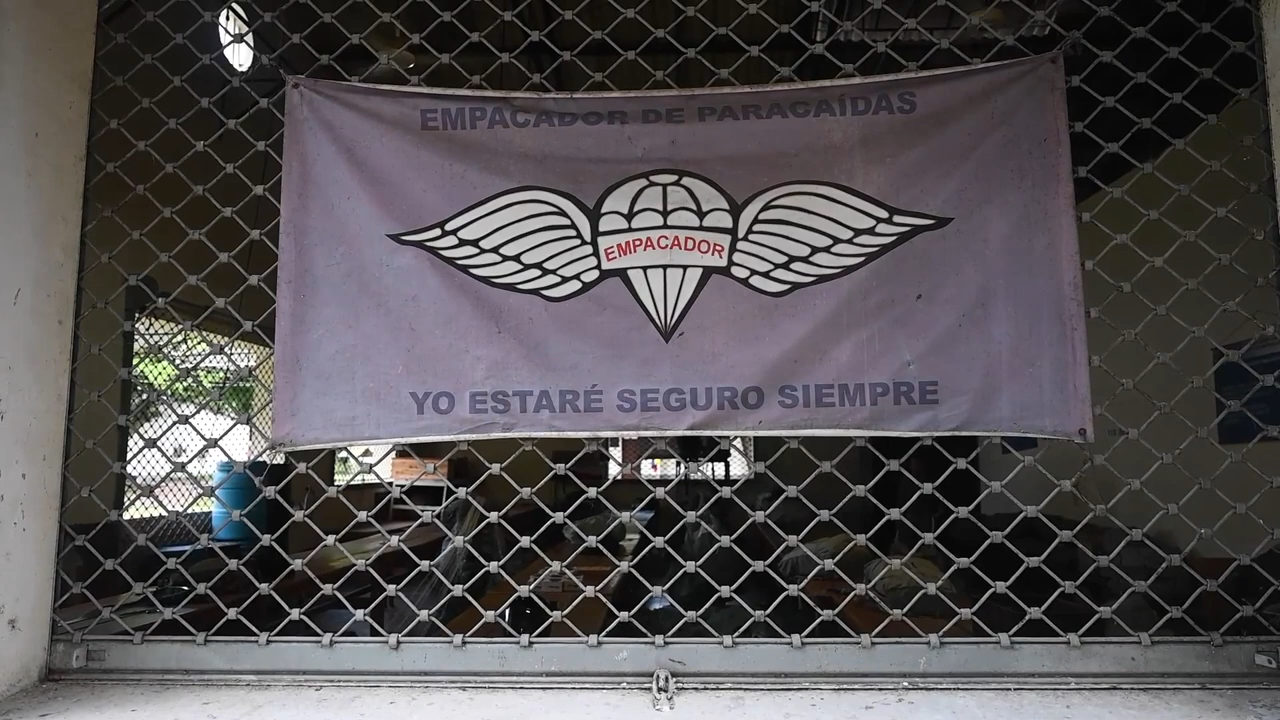 EMPACADOR DE PARACAÍDAS
EMPACADOR
YO ESTARÉ SEGURO SIEMPRE